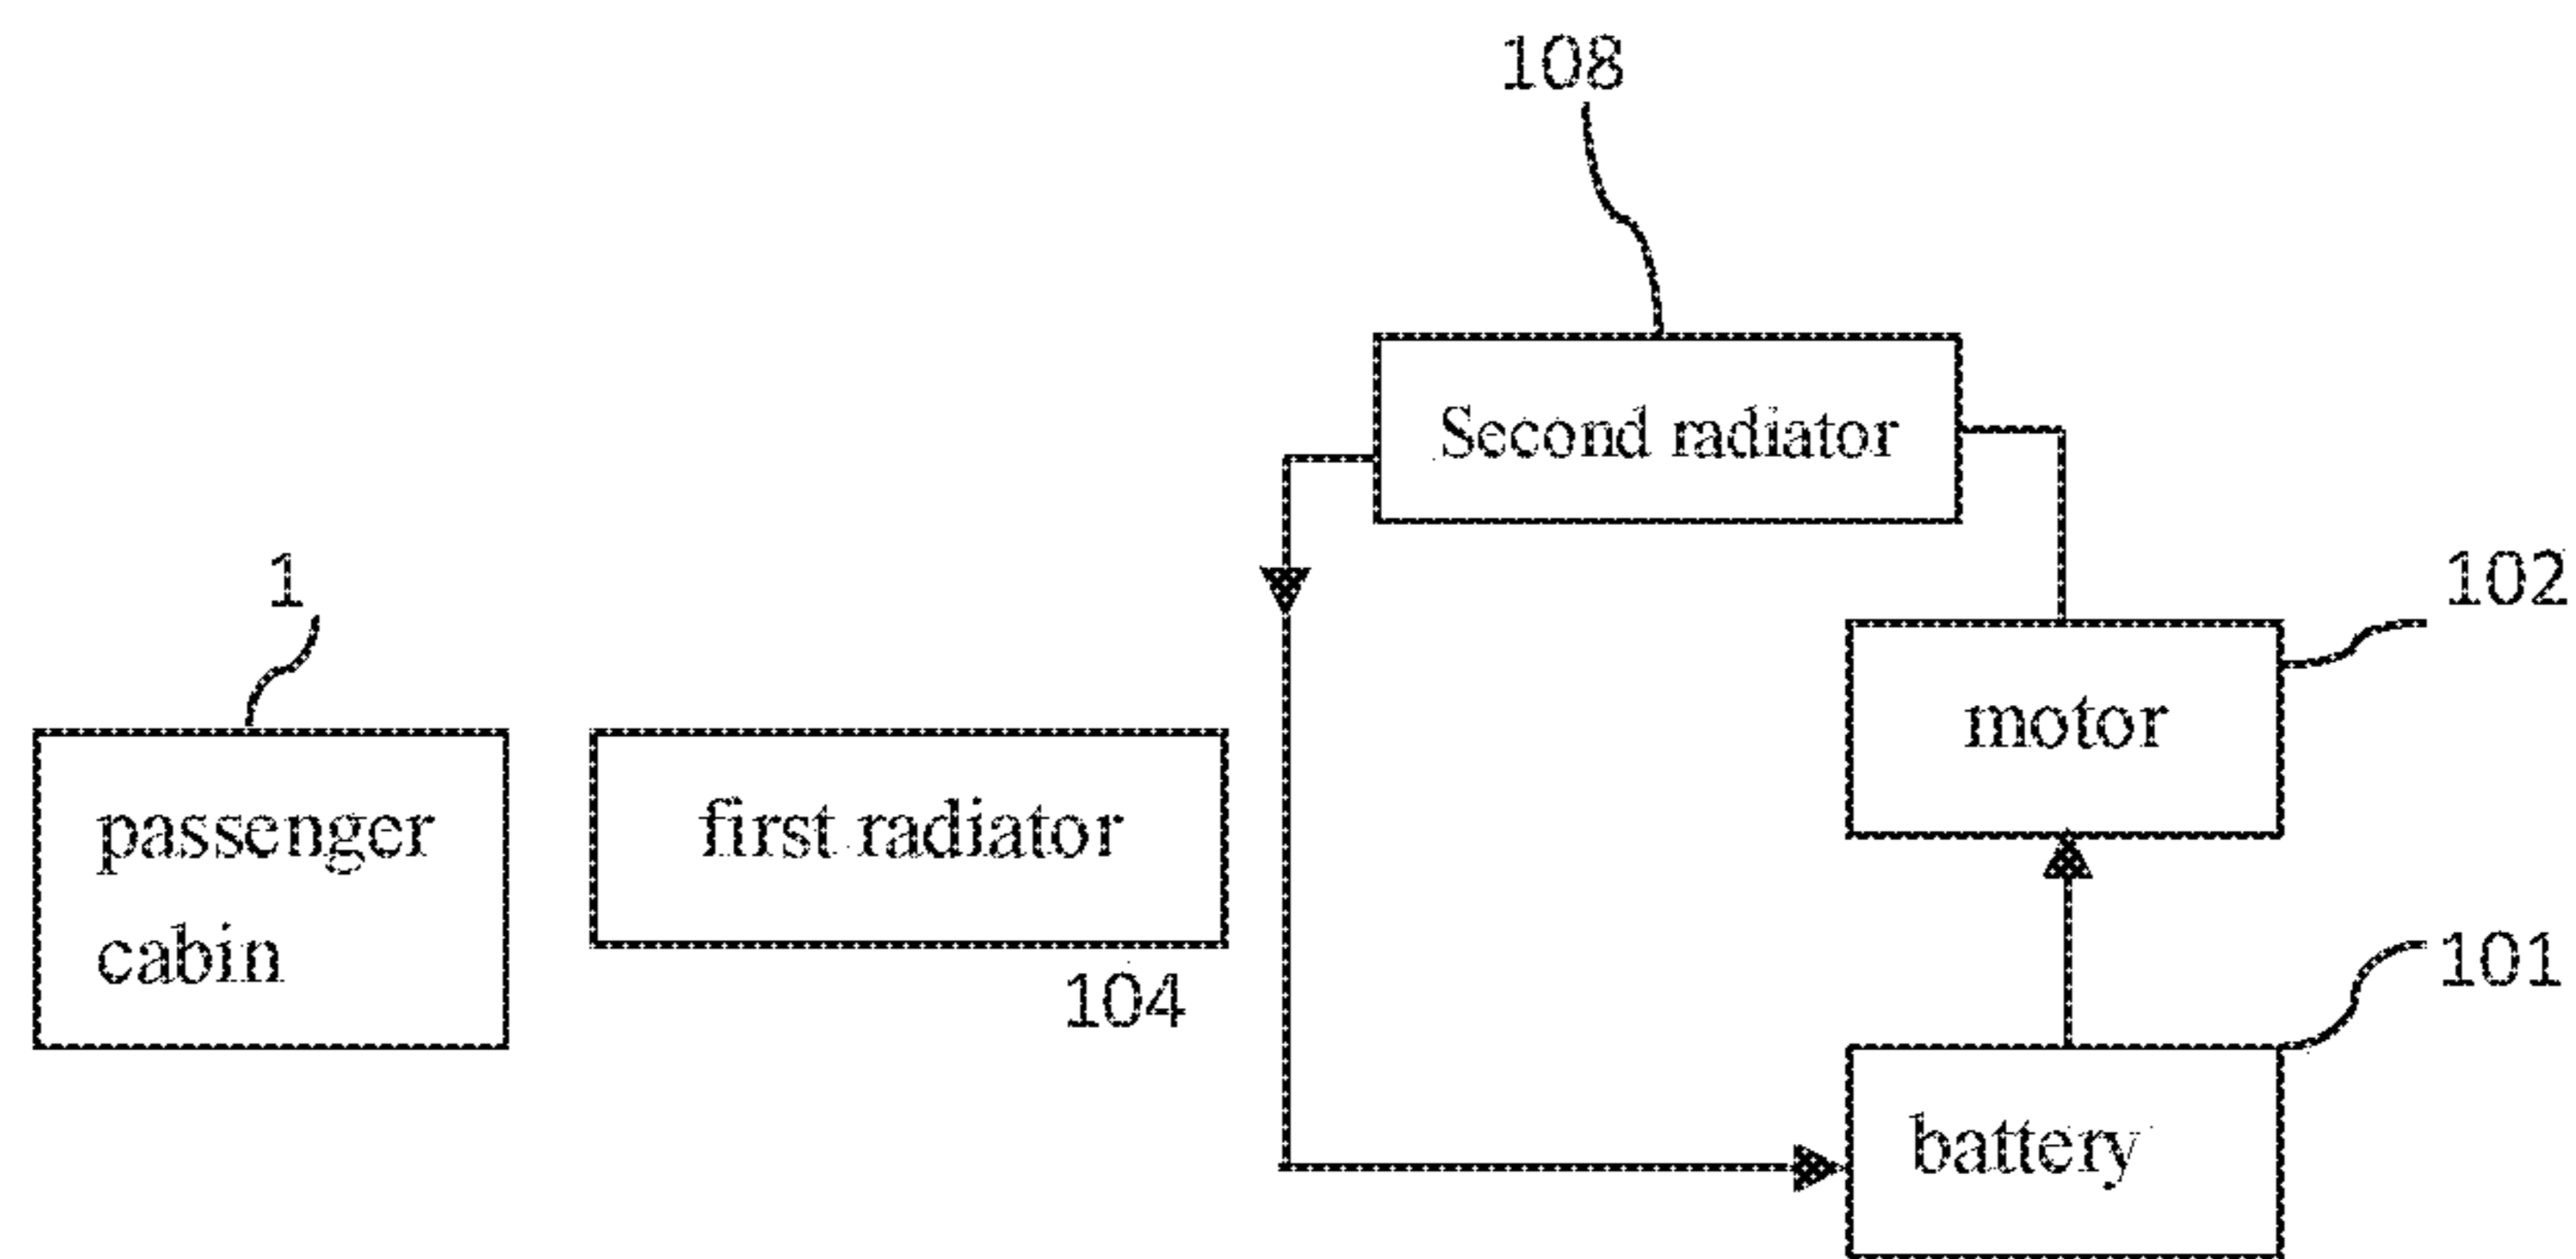 108
Second radiator
1
102
motor
passenger
cabin
first radiator
104
101
battery